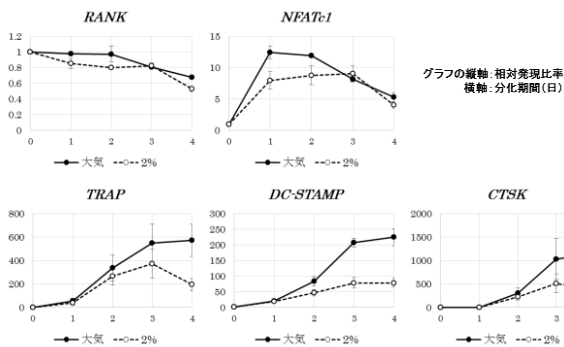 RANK
1.2
1
0.8
0.6
0.4
0.2
0
0 1 2 3 4
大気 2%
NFATc1
15
10
5
0
0 1 2 3 4
大気 2%
グラフの縦軸:相対発現比率
横軸:分化期間(日)
TRAP
800
600
400
200
0
0 1 2 3 4
大気 2%
DC-STAMP
300
250
200
150
100
50
0
0 1 2 3 4
大気 2%
CTSK
2000
1500
1000
500
0
0 1 2 3
大気 2%